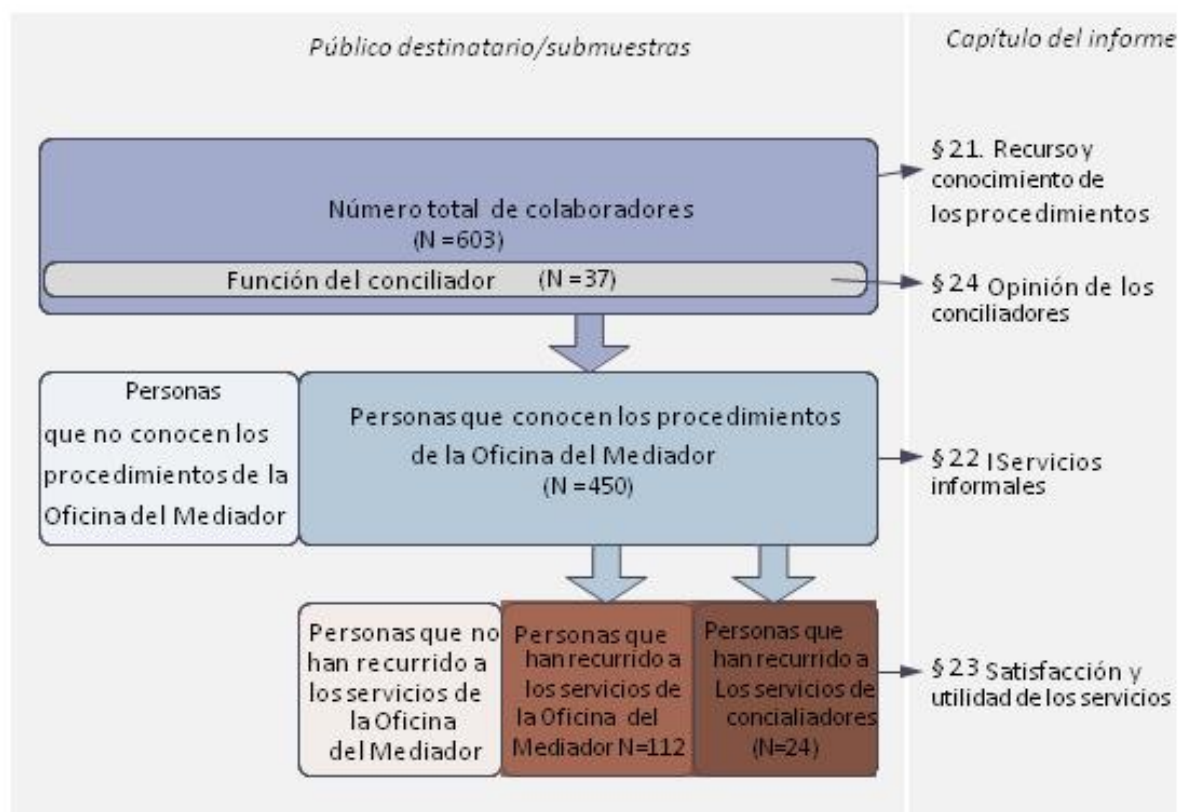 Público destinatario/submuestras
Capítulo del informe
Número total de colaboradores
(N =603)
Función del conciliador (N =37)
§ 21. Recurso y
conocimiento de
los procedimientos
§ 24 Opinión de los
conciliadores
Personas
que no conocen los
procedimientos de la
Oficina del Mediador
Personas que conocen los procedimientos
de la Oficina del Mediador
(N =450)
§ 22 I Servicios
informales
Personas que no
han recurrido a
los servicios de
la Oficina
del Mediador
Personas que
han recurrido a
los servicios de
la Oficina del
Mediador N=112
Personas que
han recurrido a
Los servicios de
concialiadores
(N=24)
§ 23 Satisfacción y
utilidad de los servicios